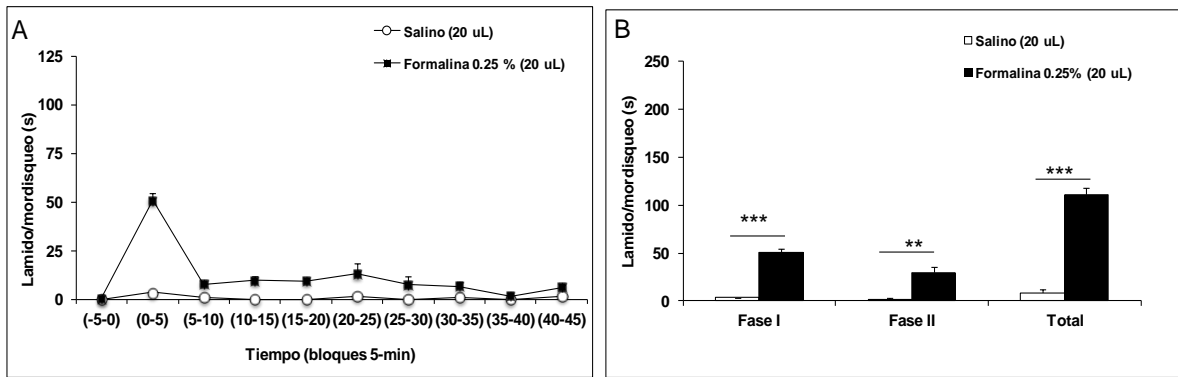 A
Salino (20 uL)
Formalina 0.25 % (20 uL)
Lamido/mordisqueo (s)
125
100
75
50
25
0
(-5-0) (0-5) (5-10) (10-15) (15-20) (20-25) (25-30) (30-35) (35-40) (40-45)
Tiempo (bloques 5-min)
B
Salino (20 uL)
Formalina 0.25% (20 uL)
Lamido/mordisqueo (s)
250
200
150
100
50
0
***
**
***
Fase I Fase II Total